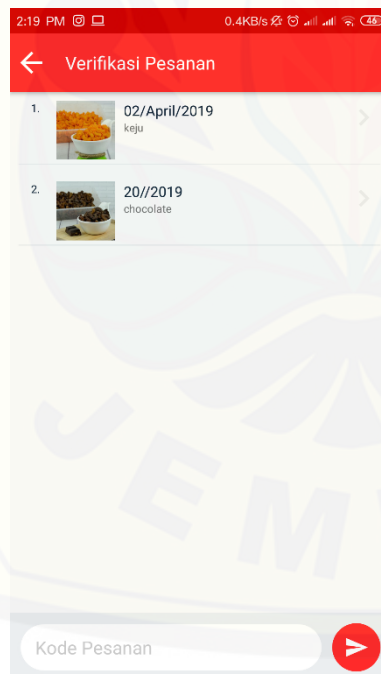 2:19 PM 0.4KB/s 46
Verifikasi Pesanan
1. 02/April/2019
keju
2. 20//2019
chocolate
JEM
Kode Pesanan